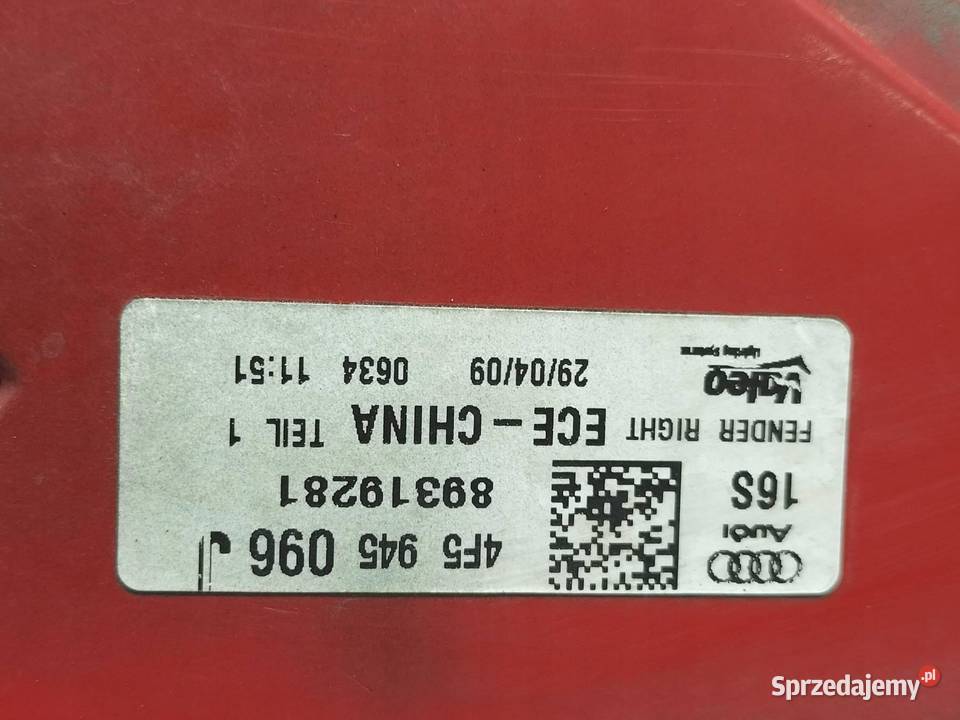 Audi
4F5 945 096 J
16S
89319281
FENDER RIGHT ECE-CHINA TEIL 1
Valeo
Lighting Systems
29/04/09 0634 11:51
Sprzedajemy.pl